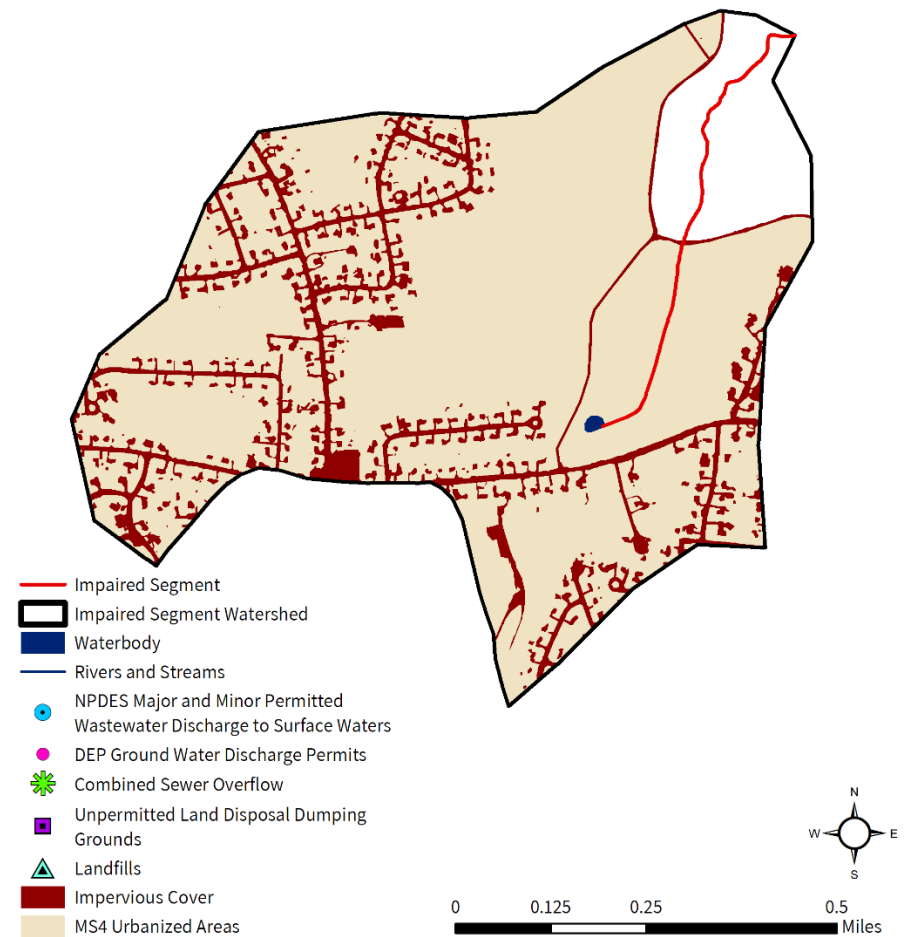 Impaired Segment
Impaired Segment Watershed
Waterbody
Rivers and Streams
NPDES Major and Minor Permitted
Wastewater Discharge to Surface Waters
DEP Ground Water Discharge Permits
Combined Sewer Overflow
Unpermitted Land Disposal Dumping
Grounds
Landfills
Impervious Cover
MS4 Urbanized Areas
N
W E
S
0 0.125 0.25 0.5
Miles